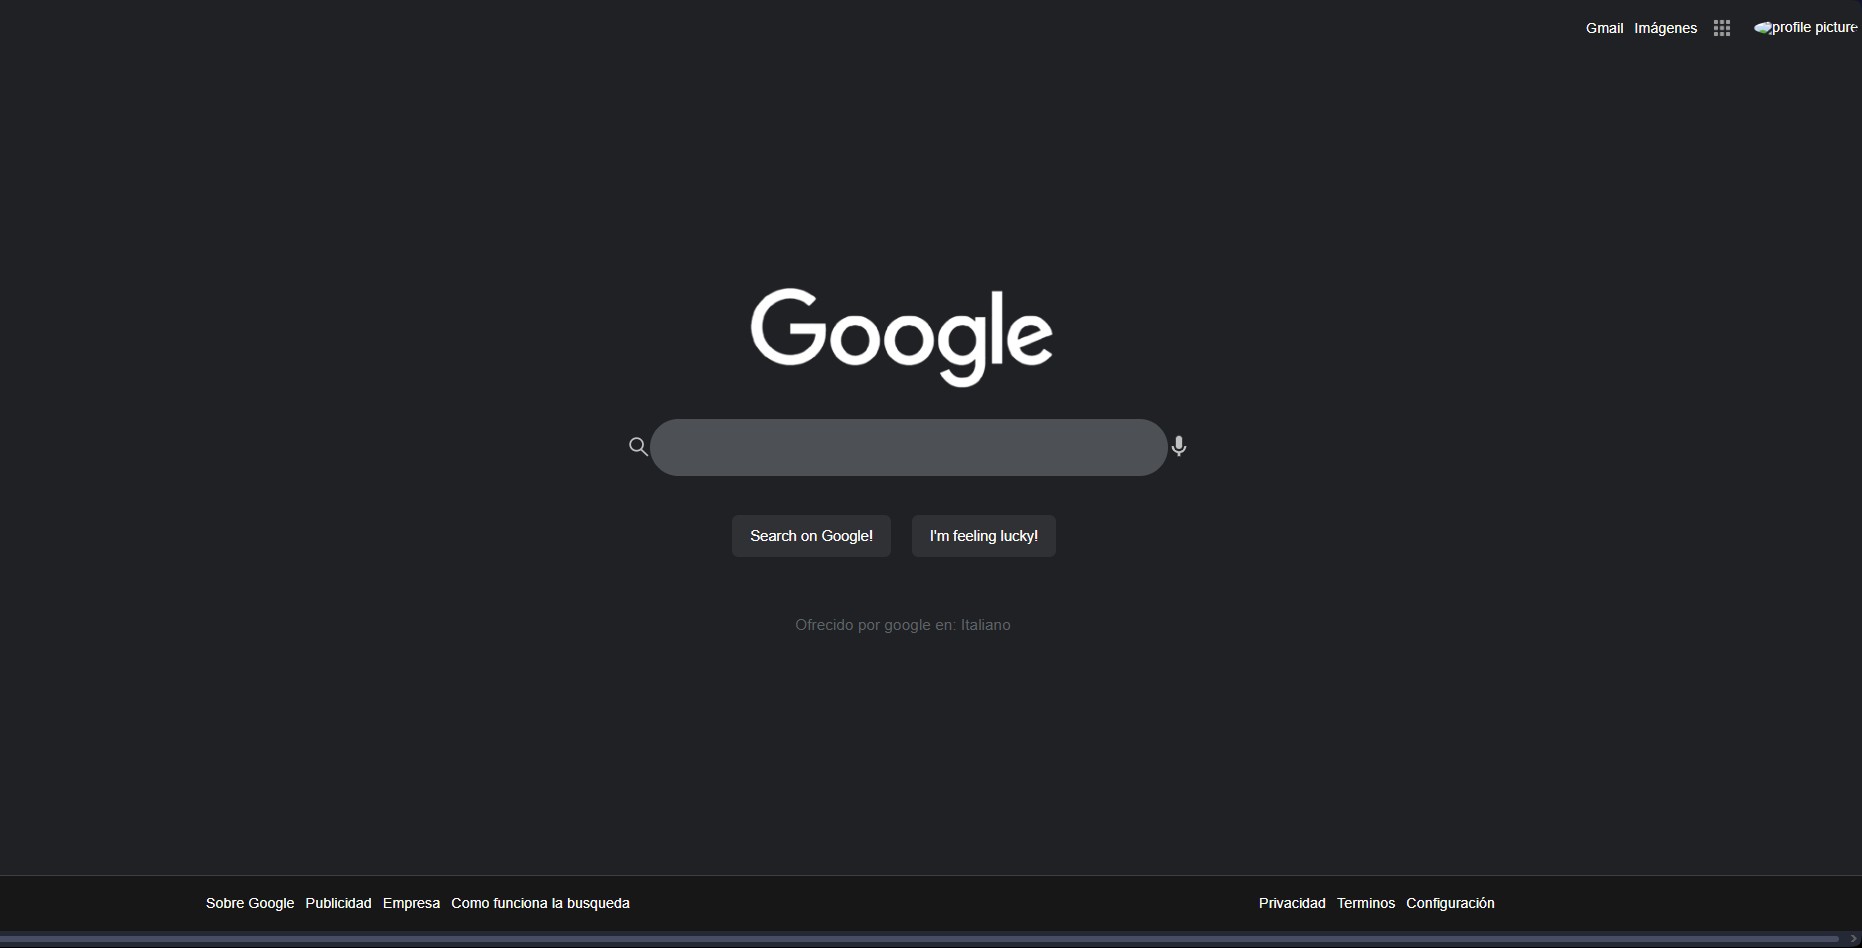 Gmail Imágenes profile picture
Google
Search on Google! I'm feeling lucky!
Ofrecido por google en: Italiano
Sobre Google Publicidad Empresa Como funciona la busqueda Privacidad Terminos Configuración